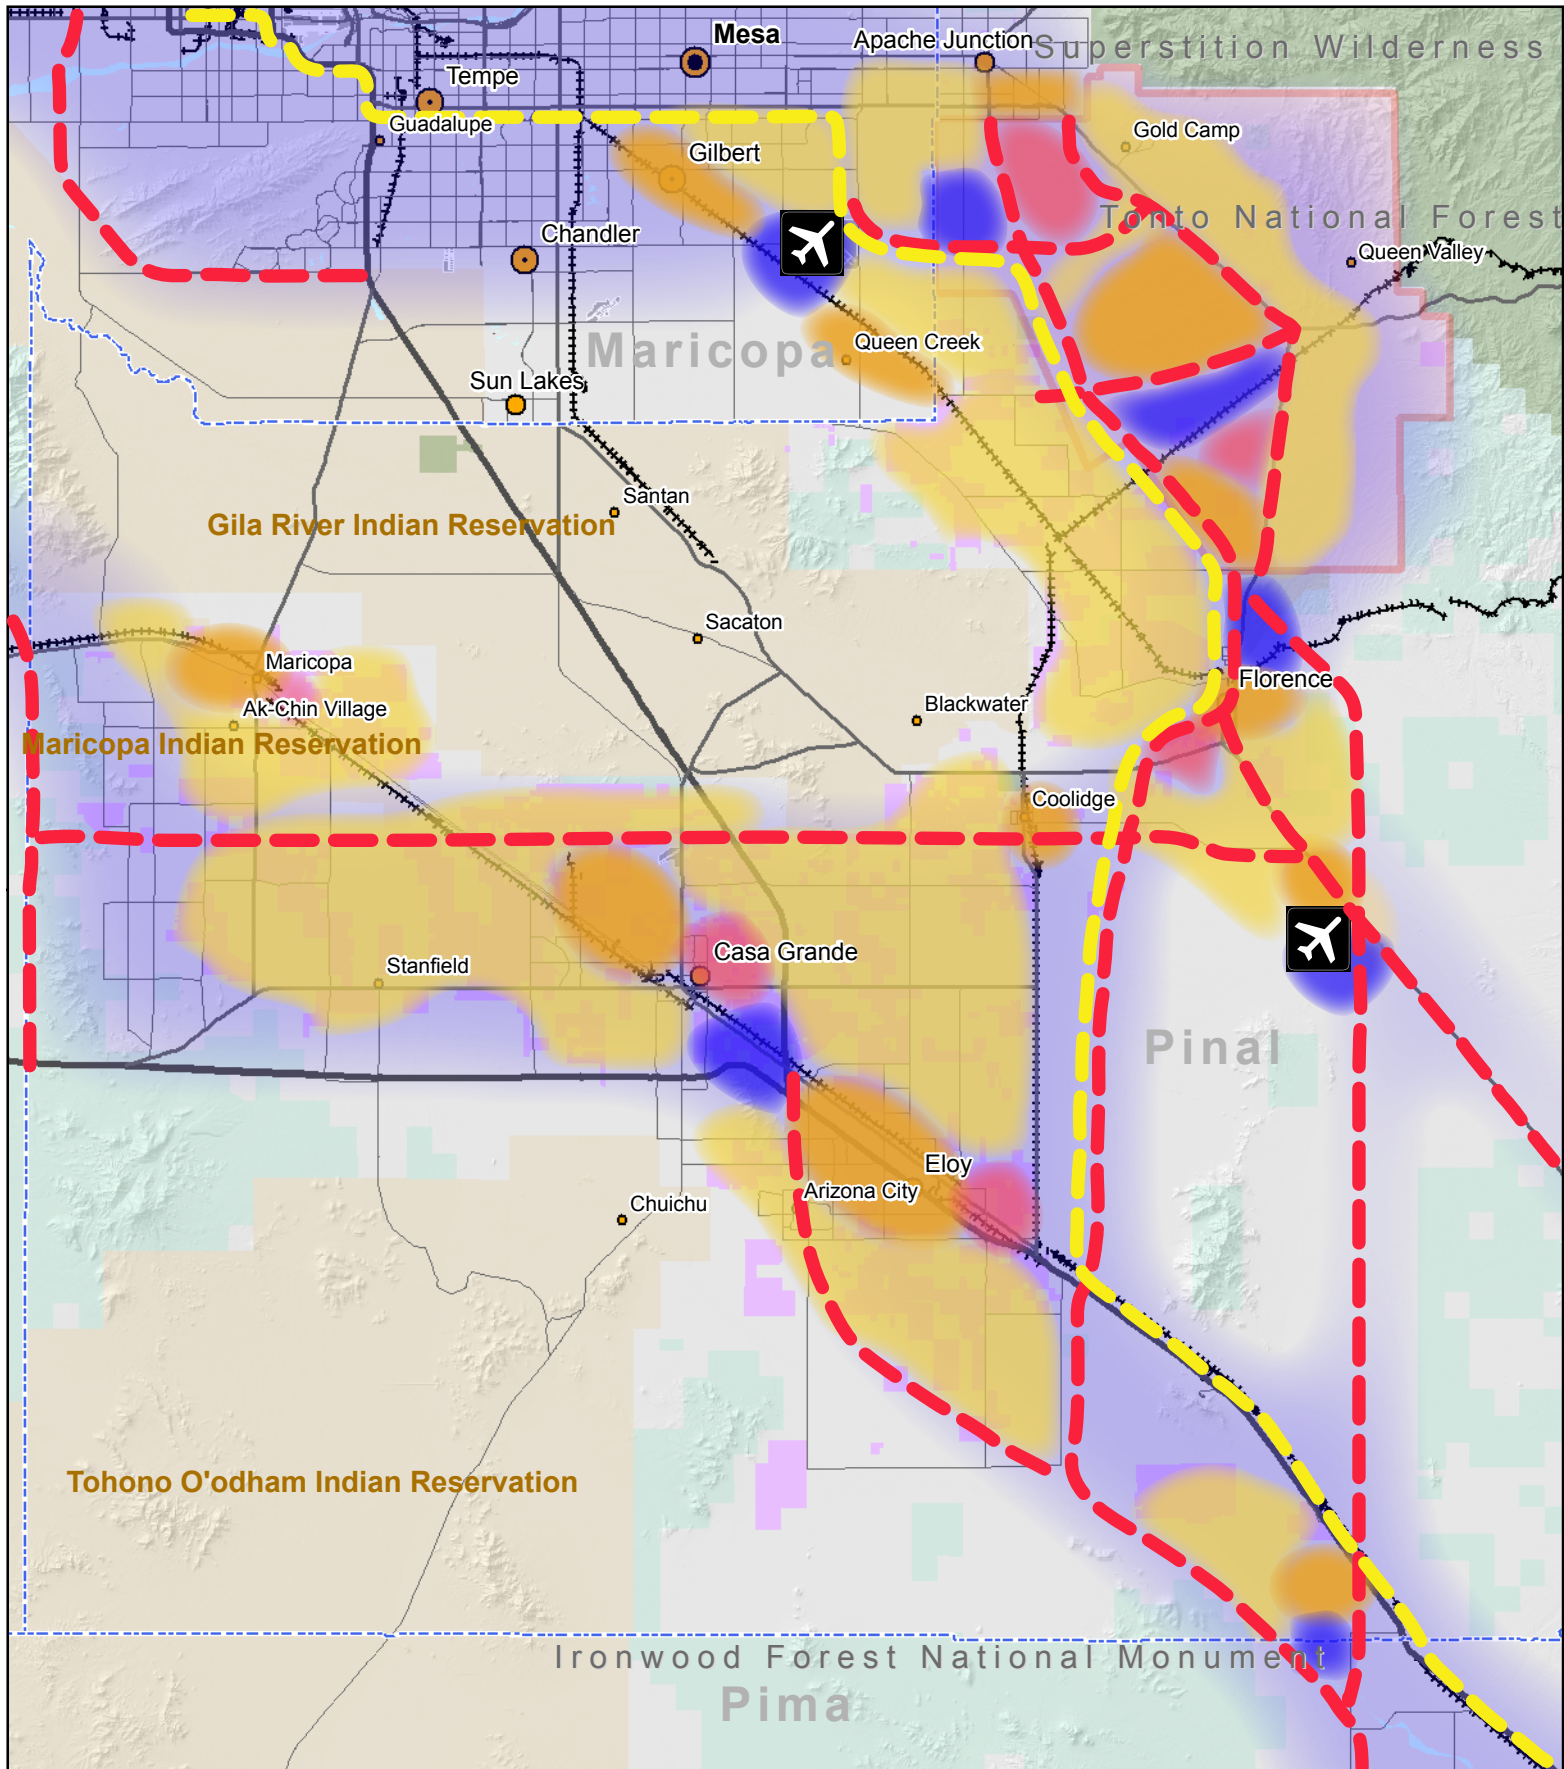 Mesa
Apache Junction
Superstition Wilderness
Tempe
Guadalupe
Gold Camp
Gilbert
Tonto National Forest
Chandler
Queen Valley
Maricopa
Queen Creek
Sun Lakes
Santan
Gila River Indian Reservation
Sacaton
Maricopa
Florence
Blackwater
Ak-Chin Village
Maricopa Indian Reservation
Coolidge
Casa Grande
Stanfield
Pinal
Eloy
Arizona City
Chuichu
Tohono O'odham Indian Reservation
Ironwood Forest National Monument
Pima